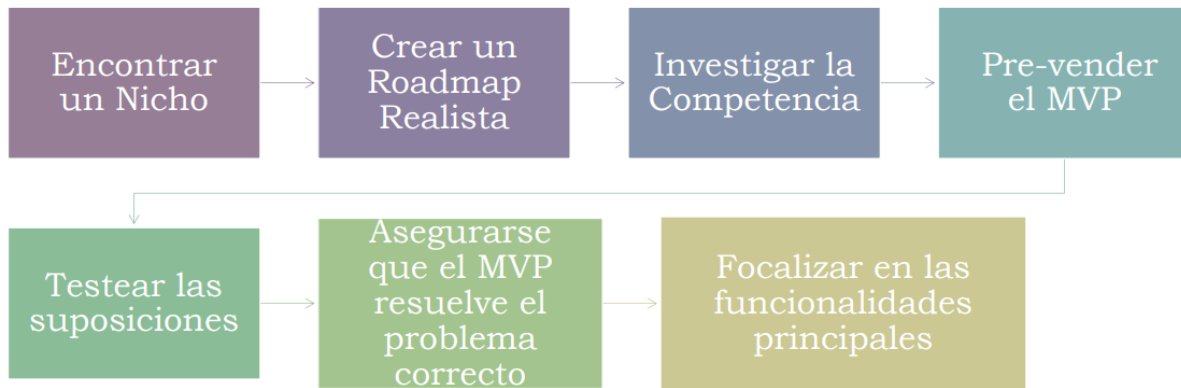 Encontrar
un Nicho
Crear un
Roadmap
Realista
Investigar la
Competencia
Pre-vender
el MVP
Testear las
suposiciones
Asegurarse
que el MVP
resuelve el
problema
correcto
Focalizar en las
funcionalidades
principales